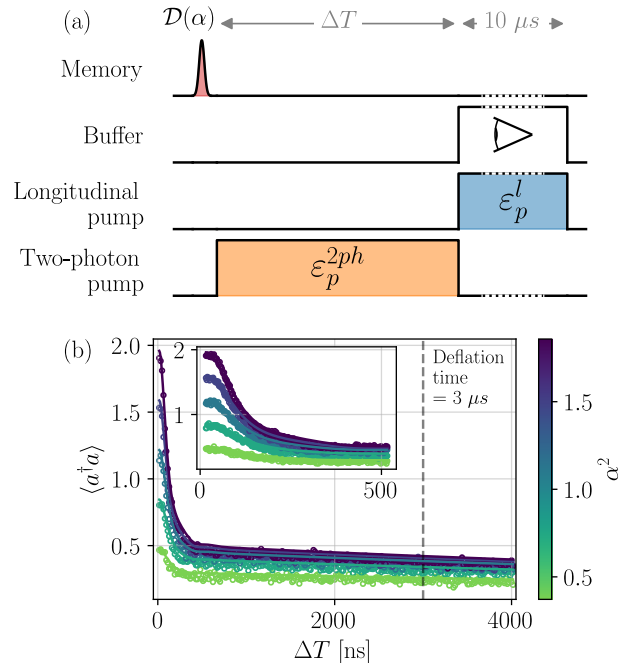 (a)
𝒟(α)
ΔT
10 μs
Memory
Buffer
Longitudinal
pump
ε_p^l
Two-photon
pump
ε_p^{2ph}
(b)
2.0
1.5
1.0
0.5
⟨a†a⟩
2
1
0
500
Deflation
time
= 3 μs
0
2000
4000
ΔT [ns]
1.5
1.0
0.5
α²